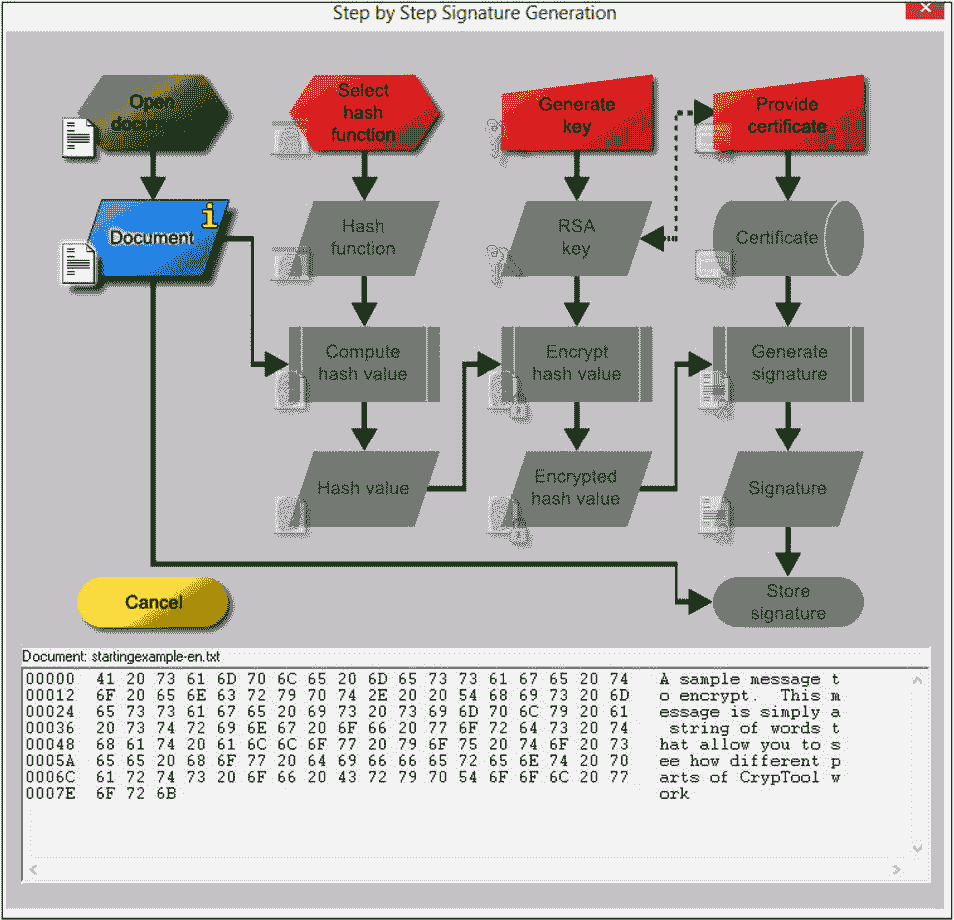 Step by Step Signature Generation
Open
document
Select
hash
function
Generate
key
Provide
certificate
Document
i
Hash
function
RSA
key
Certificate
Compute
hash value
Encrypt
hash value
Generate
signature
Hash value
Encrypted
hash value
Signature
Cancel
Store
signature
Document: startingexample-en.txt
00000 41 20 73 61 6D 70 6C 65 20 6D 65 73 73 61 67 65 20 74 A sample message t
00012 6F 20 65 6E 63 72 79 70 74 2E 20 20 54 68 69 73 20 6D o encrypt.  This m
00024 65 73 73 61 67 65 20 69 73 20 73 69 6D 70 6C 79 20 61 essage is simply a
00036 20 73 74 72 69 6E 67 20 6F 66 20 77 6F 72 64 73 20 74 string of words t
00048 68 61 74 20 61 6C 6C 6F 77 20 79 6F 75 20 74 6F 20 73 hat allow you to s
0005A 65 65 20 68 6F 77 20 64 69 66 66 65 72 65 6E 74 20 70 ee how different p
0006C 61 72 74 73 20 6F 66 20 43 72 79 70 54 6F 6F 6C 20 77 arts of CrypTool w
0007E 6F 72 6B ork